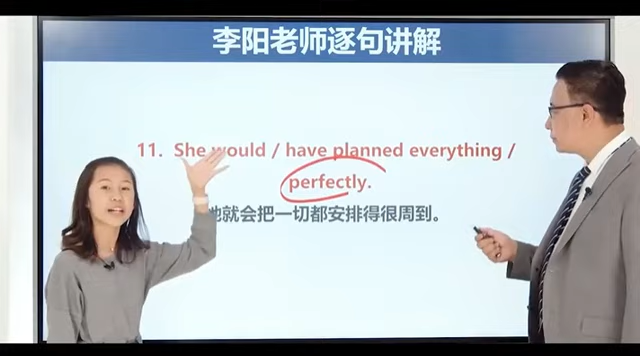 李阳老师逐句讲解
11. She would / have planned everything /
perfectly.
她就会把一切都安排得很周到。